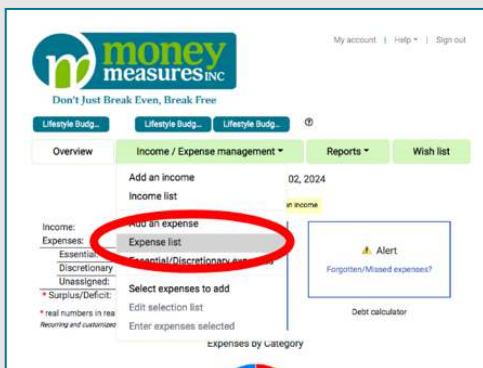 My account | Help | Sign out
money
measures INC
Don't Just Break Even, Break Free
Lifestyle Budg... Lifestyle Budg... Lifestyle Budg... ?
Overview Income / Expense management Reports Wish list
Add an income
02, 2024
Income list
an income
Income:
Add an expense
Expenses:
Expense list
Alert
Essential:
Essential/Discretionary
Forgotten/Missed expenses?
Discretionary
Unassigned:
Select expenses to add
* Surplus/Deficit:
Edit selection list
Debt calculator
* real numbers in rea
Recurring and customized
Enter expenses selected
Expenses by Category